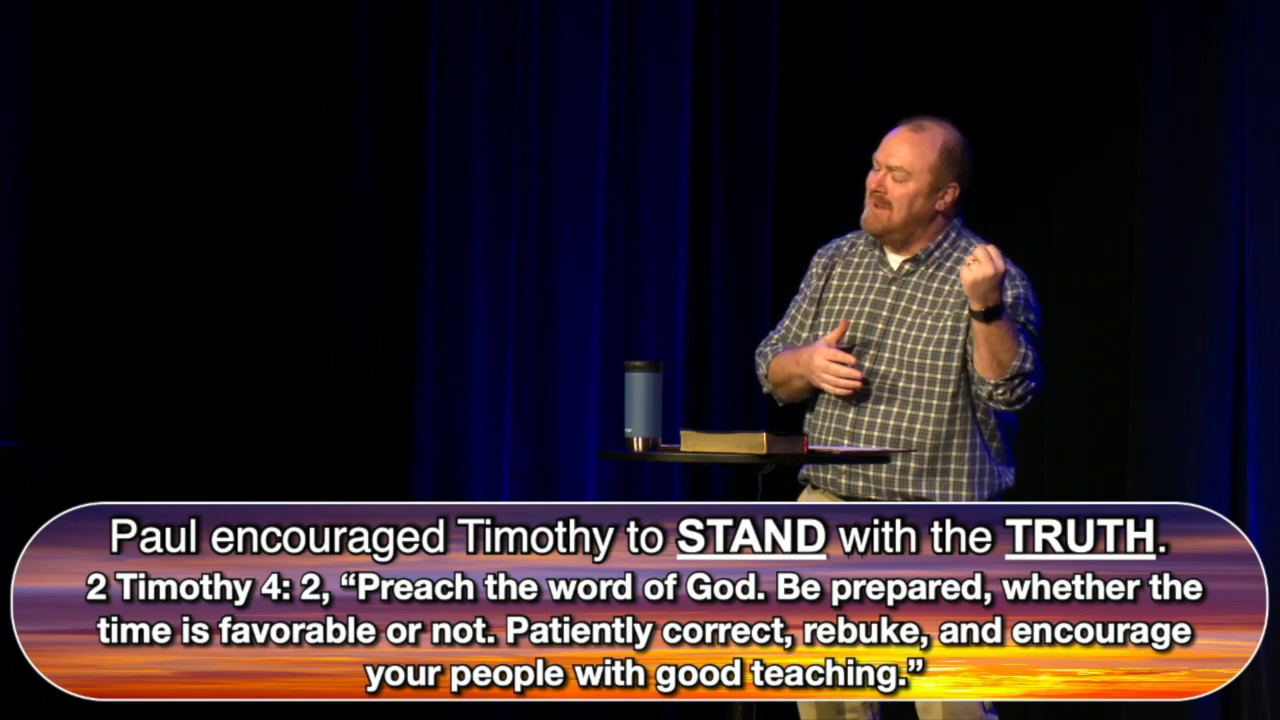 Paul encouraged Timothy to STAND with the TRUTH.
2 Timothy 4: 2, “Preach the word of God. Be prepared, whether the
time is favorable or not. Patiently correct, rebuke, and encourage
your people with good teaching.”